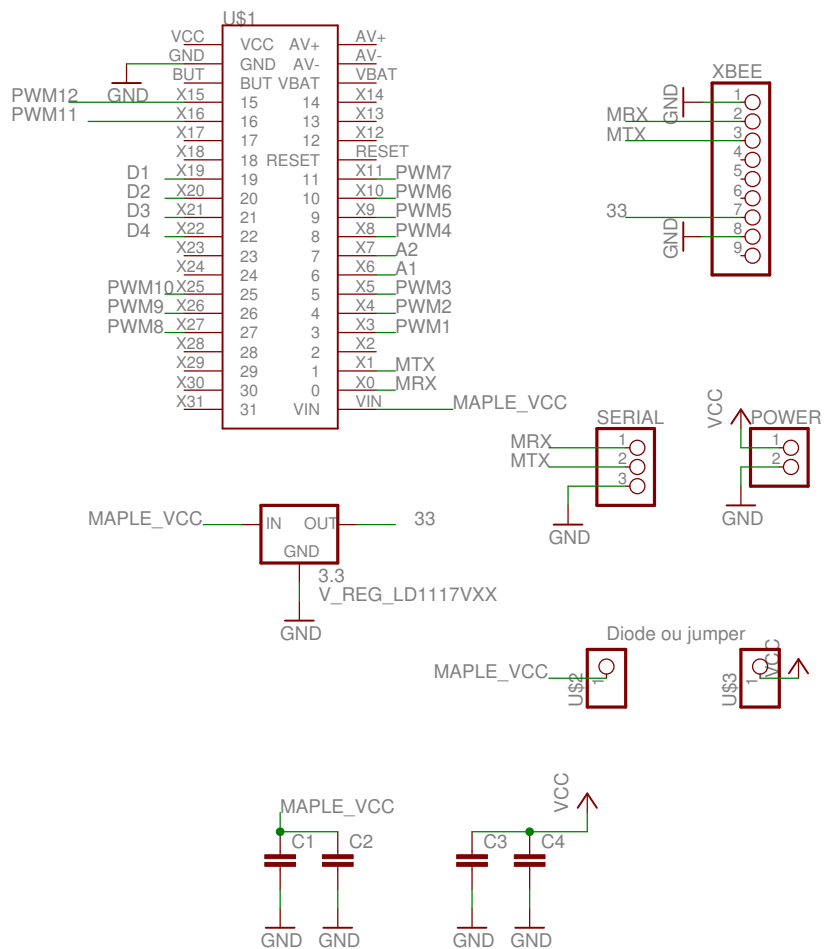 U$1
VCC VCC AV+ AV+
GND GND AV- AV-
BUT BUT VBAT VBAT
GND
PWM12 X15 15 14 X14
PWM11 X16 16 13 X13
X17 17 12 X12
X18 18 RESET RESET
D1 X19 19 11 X11 PWM7
D2 X20 20 10 X10 PWM6
D3 X21 21 9 X9 PWM5
D4 X22 22 8 X8 PWM4
X23 23 7 X7 A2
X24 24 6 X6 A1
PWM10 X25 25 5 X5 PWM3
PWM9 X26 26 4 X4 PWM2
PWM8 X27 27 3 X3 PWM1
X28 28 2 X2
X29 29 1 X1 MTX
X30 30 0 X0 MRX
X31 31 VIN VIN MAPLE_VCC
XBEE
GND 1
MRX 2
MTX 3
4
5
6
33 7
GND 8
9
SERIAL
MRX 1
MTX 2
3
GND
VCC POWER
1
2
GND
MAPLE_VCC IN OUT 33
GND
3.3
V_REG_LD1117VXX
GND
Diode ou jumper
MAPLE_VCC U$2 1
U$3 1 VCC
MAPLE_VCC
C1 C2
GND GND
VCC
C3 C4
GND GND